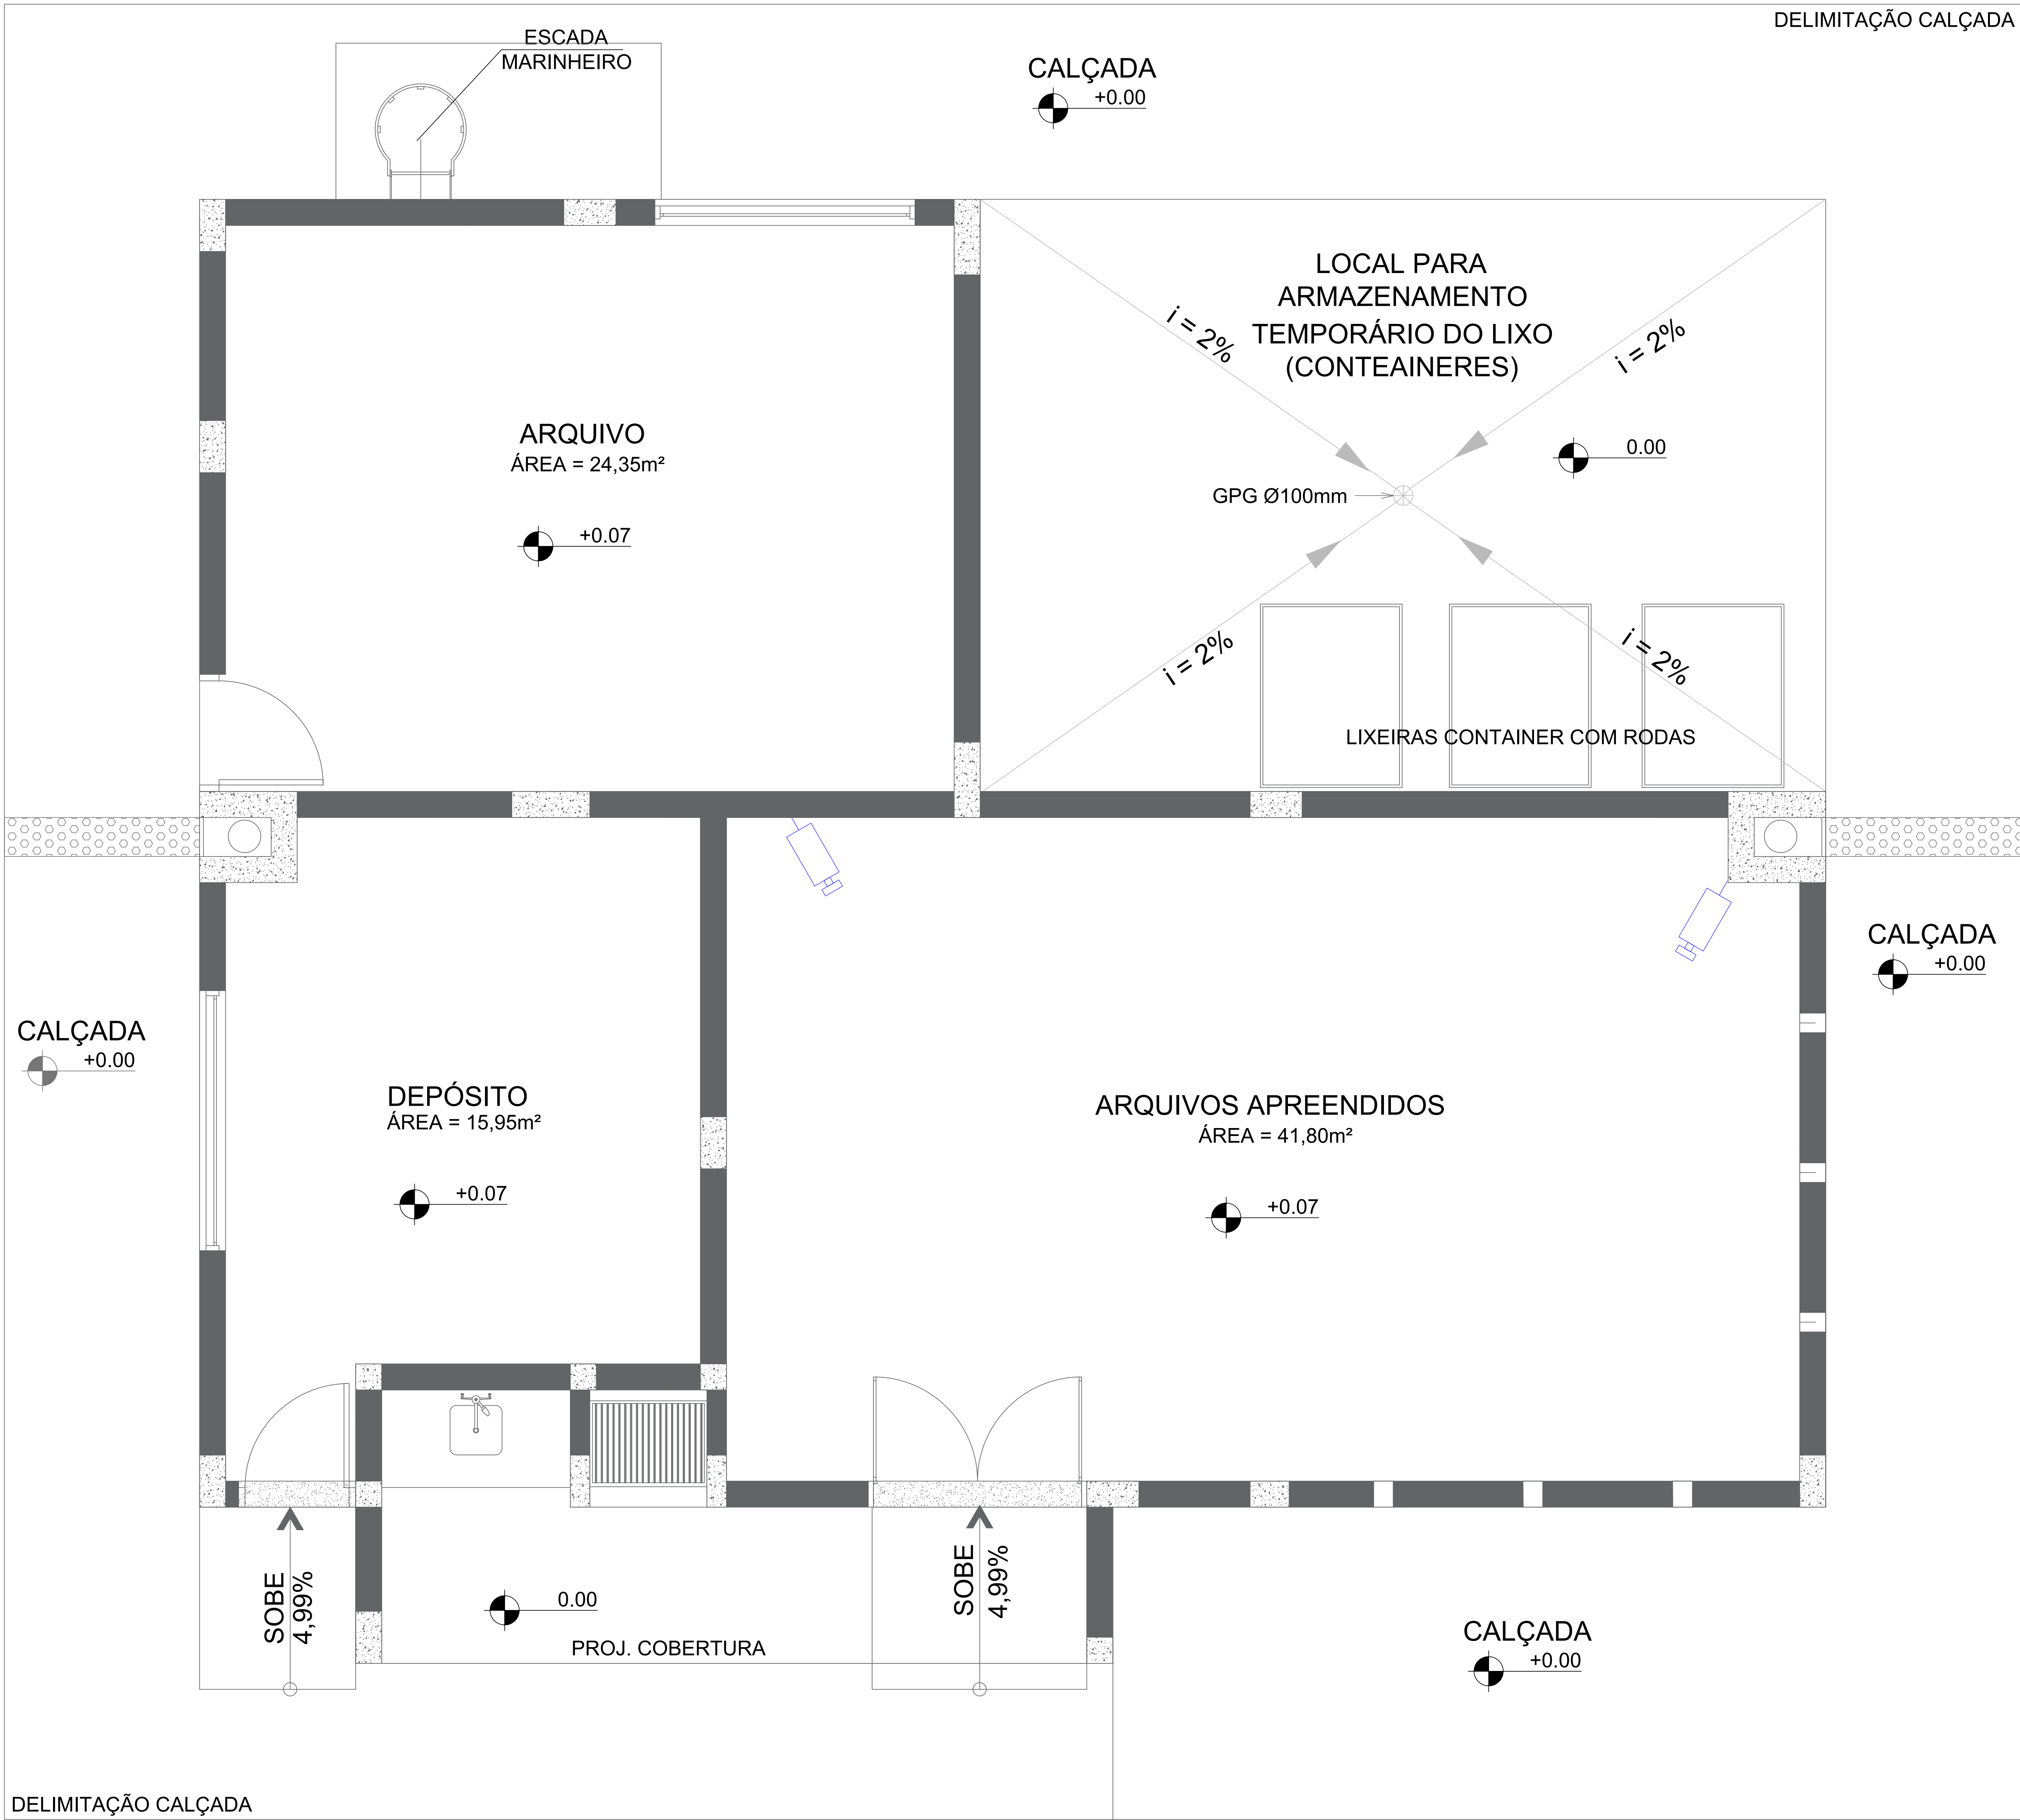 DELIMITAÇÃO CALÇADA
ESCADA
MARINHEIRO
CALÇADA
+0.00
LOCAL PARA
ARMAZENAMENTO
TEMPORÁRIO DO LIXO
(CONTEAINERES)
i = 2%
i = 2%
ARQUIVO
ÁREA = 24,35m²
0.00
GPG Ø100mm
+0.07
i = 2%
i = 2%
LIXEIRAS CONTAINER COM RODAS
CALÇADA
+0.00
CALÇADA
+0.00
DEPÓSITO
ÁREA = 15,95m²
ARQUIVOS APREENDIDOS
ÁREA = 41,80m²
+0.07
+0.07
SOBE
4,99%
0.00
PROJ. COBERTURA
SOBE
4,99%
CALÇADA
+0.00
DELIMITAÇÃO CALÇADA